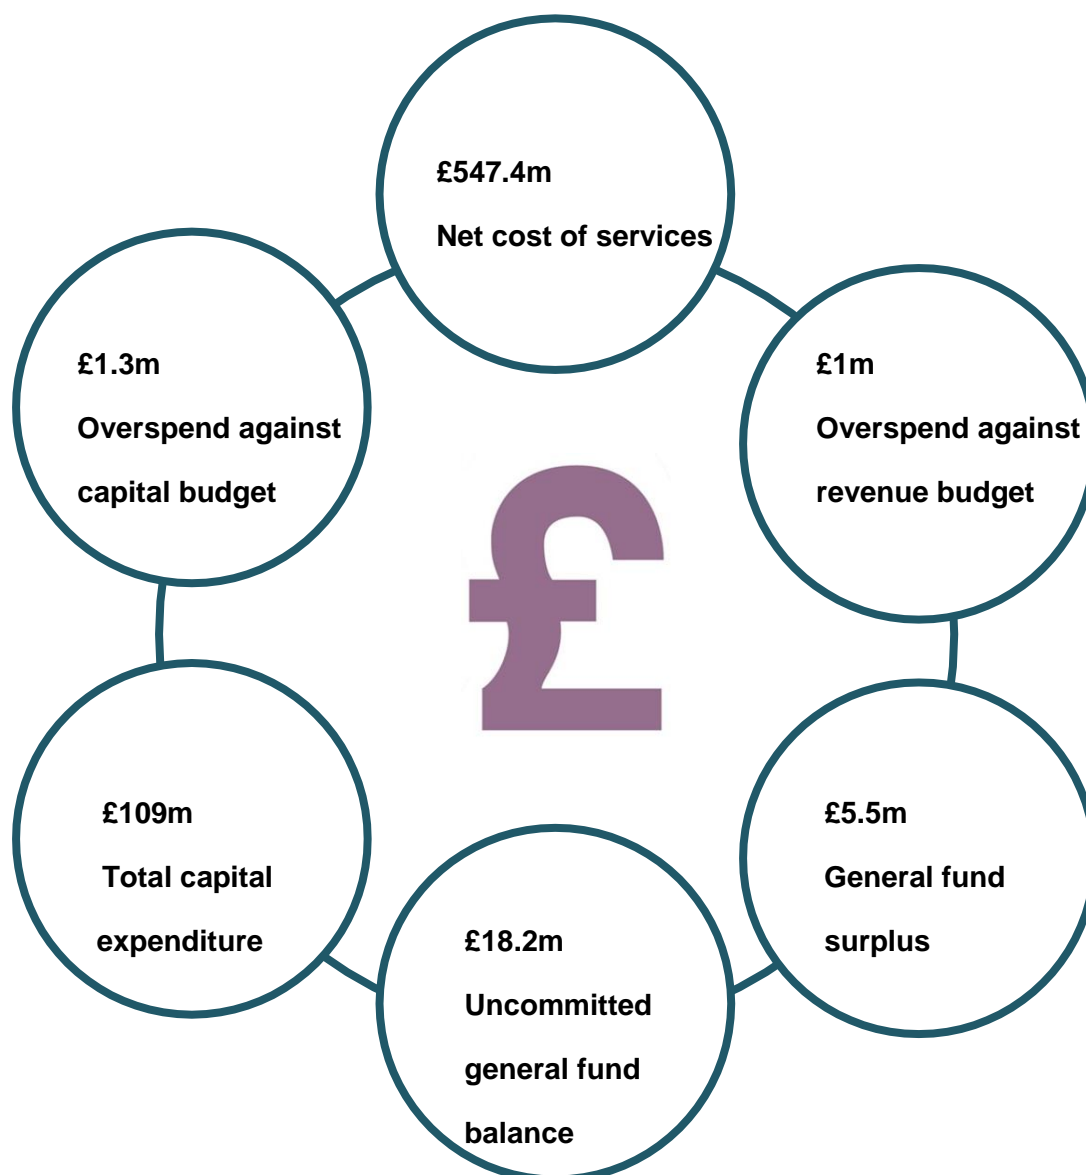 £547.4m
Net cost of services
£1m
Overspend against
revenue budget
£5.5m
General fund
surplus
£18.2m
Uncommitted
general fund
balance
£109m
Total capital
expenditure
£1.3m
Overspend against
capital budget
£